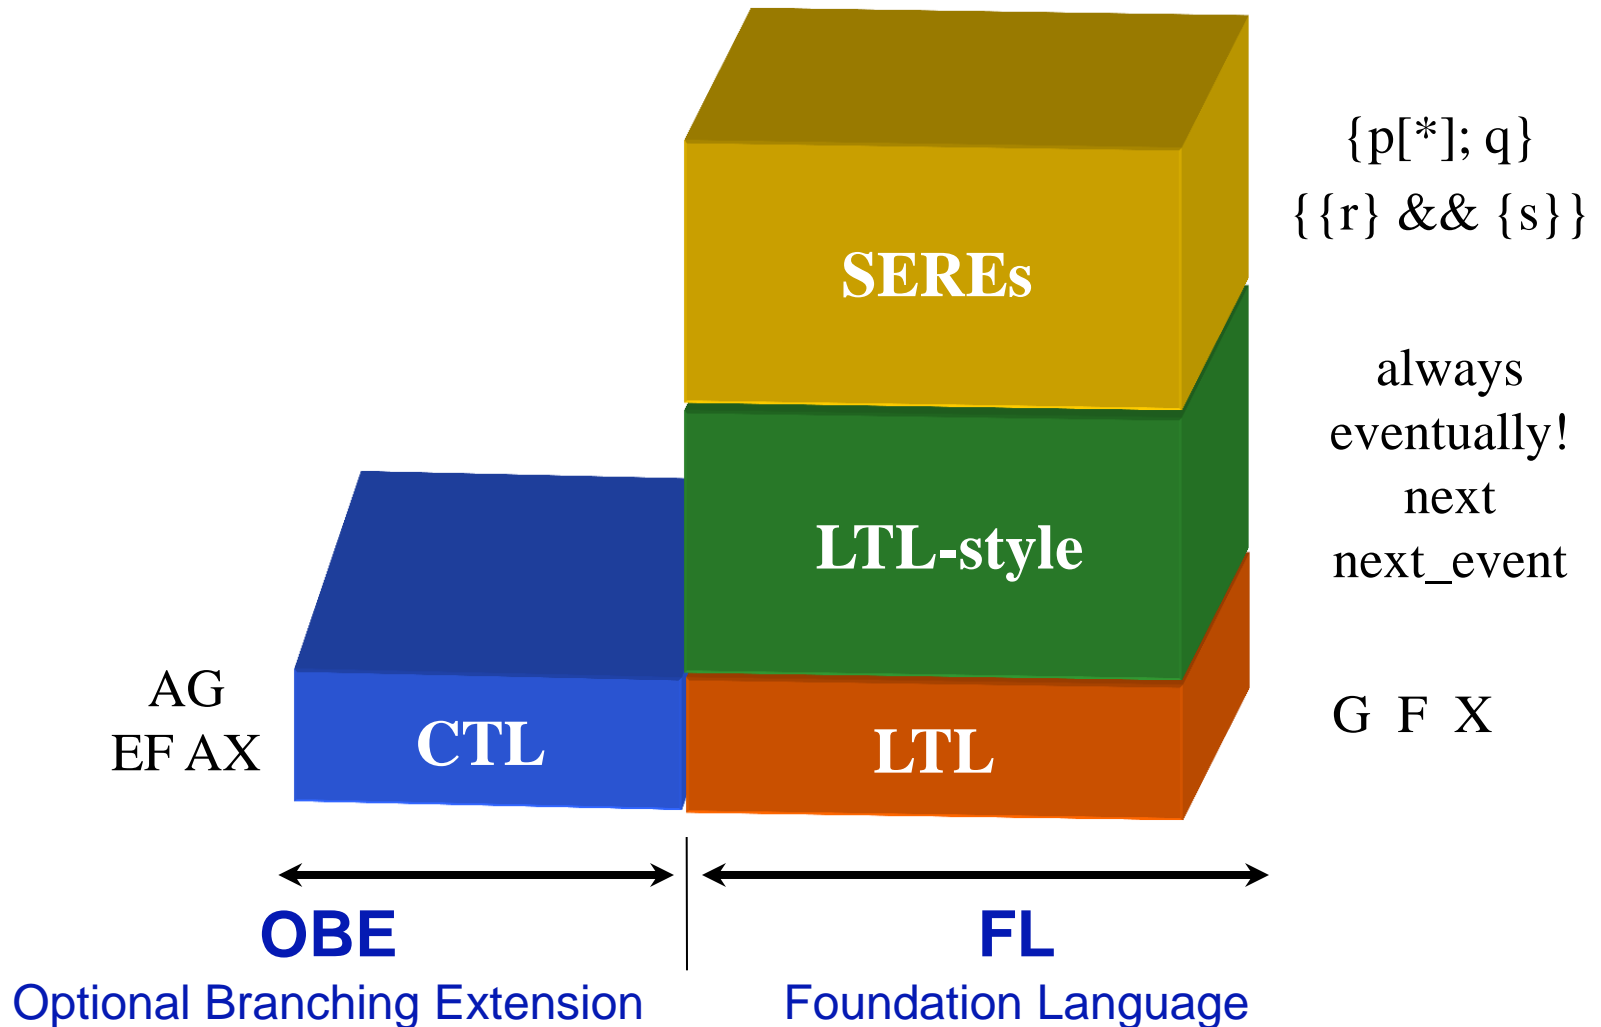 {p[*]; q}
{{r} && {s}}
SEREs
always
eventually!
next
next_event
LTL-style
AG
EF AX
CTL
LTL
G F X
OBE
Optional Branching Extension
FL
Foundation Language